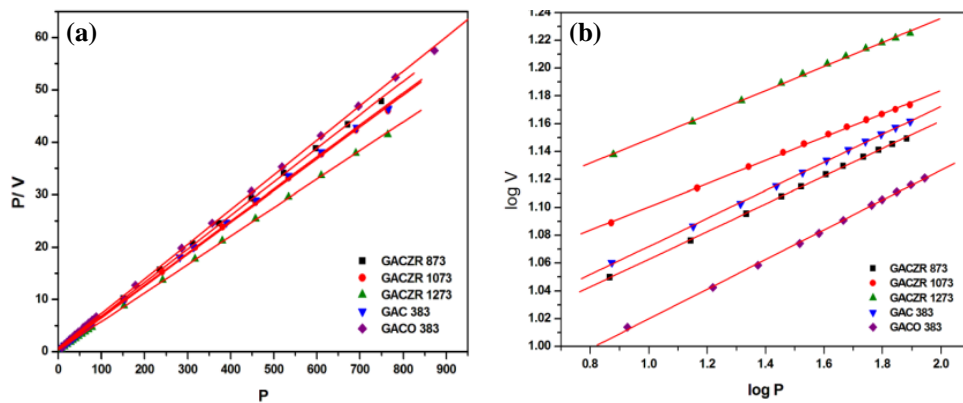 (a)
60
50
40
30
20
10
0
P/ V
0 100 200 300 400 500 600 700 800 900
P
GACZR 873
GACZR 1073
GACZR 1273
GAC 383
GACO 383
(b)
1.24
1.22
1.20
1.18
1.16
1.14
1.12
1.10
1.08
1.06
1.04
1.02
1.00
log V
0.8 1.0 1.2 1.4 1.6 1.8 2.0
log P
GACZR 873
GACZR 1073
GACZR 1273
GAC 383
GACO 383